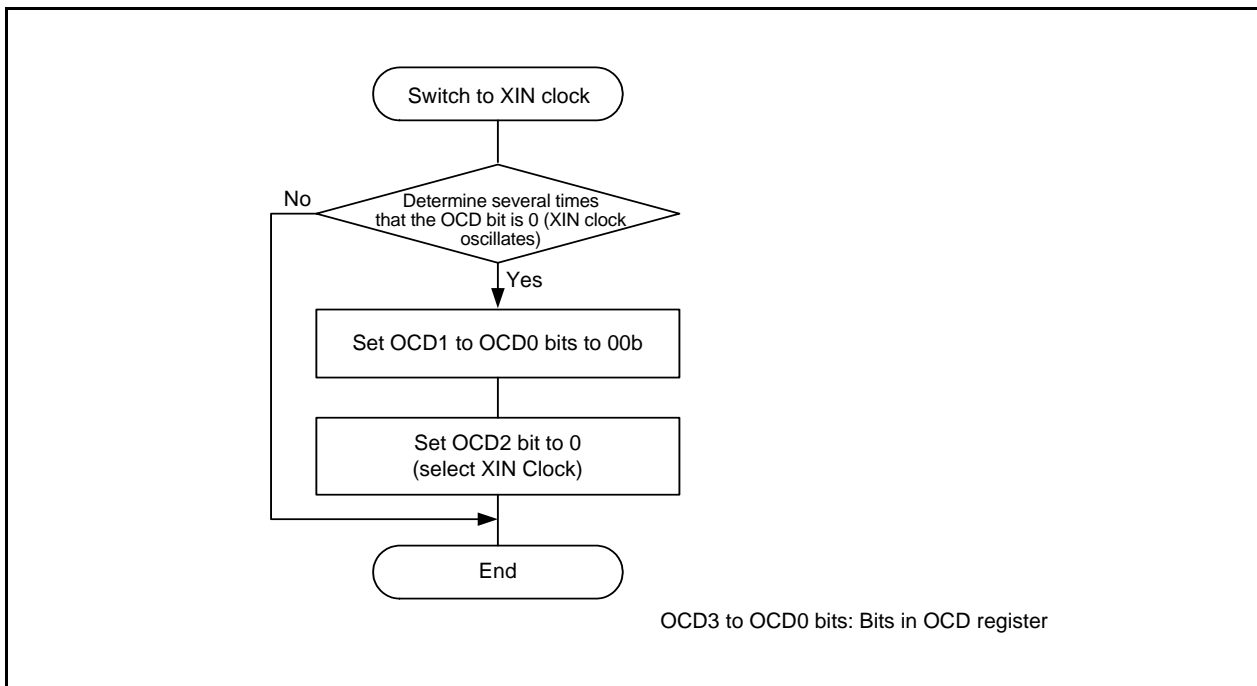 Switch to XIN clock
No
Determine several times
that the OCD bit is 0 (XIN clock
oscillates)
Yes
Set OCD1 to OCD0 bits to 00b
Set OCD2 bit to 0
(select XIN Clock)
End
OCD3 to OCD0 bits: Bits in OCD register